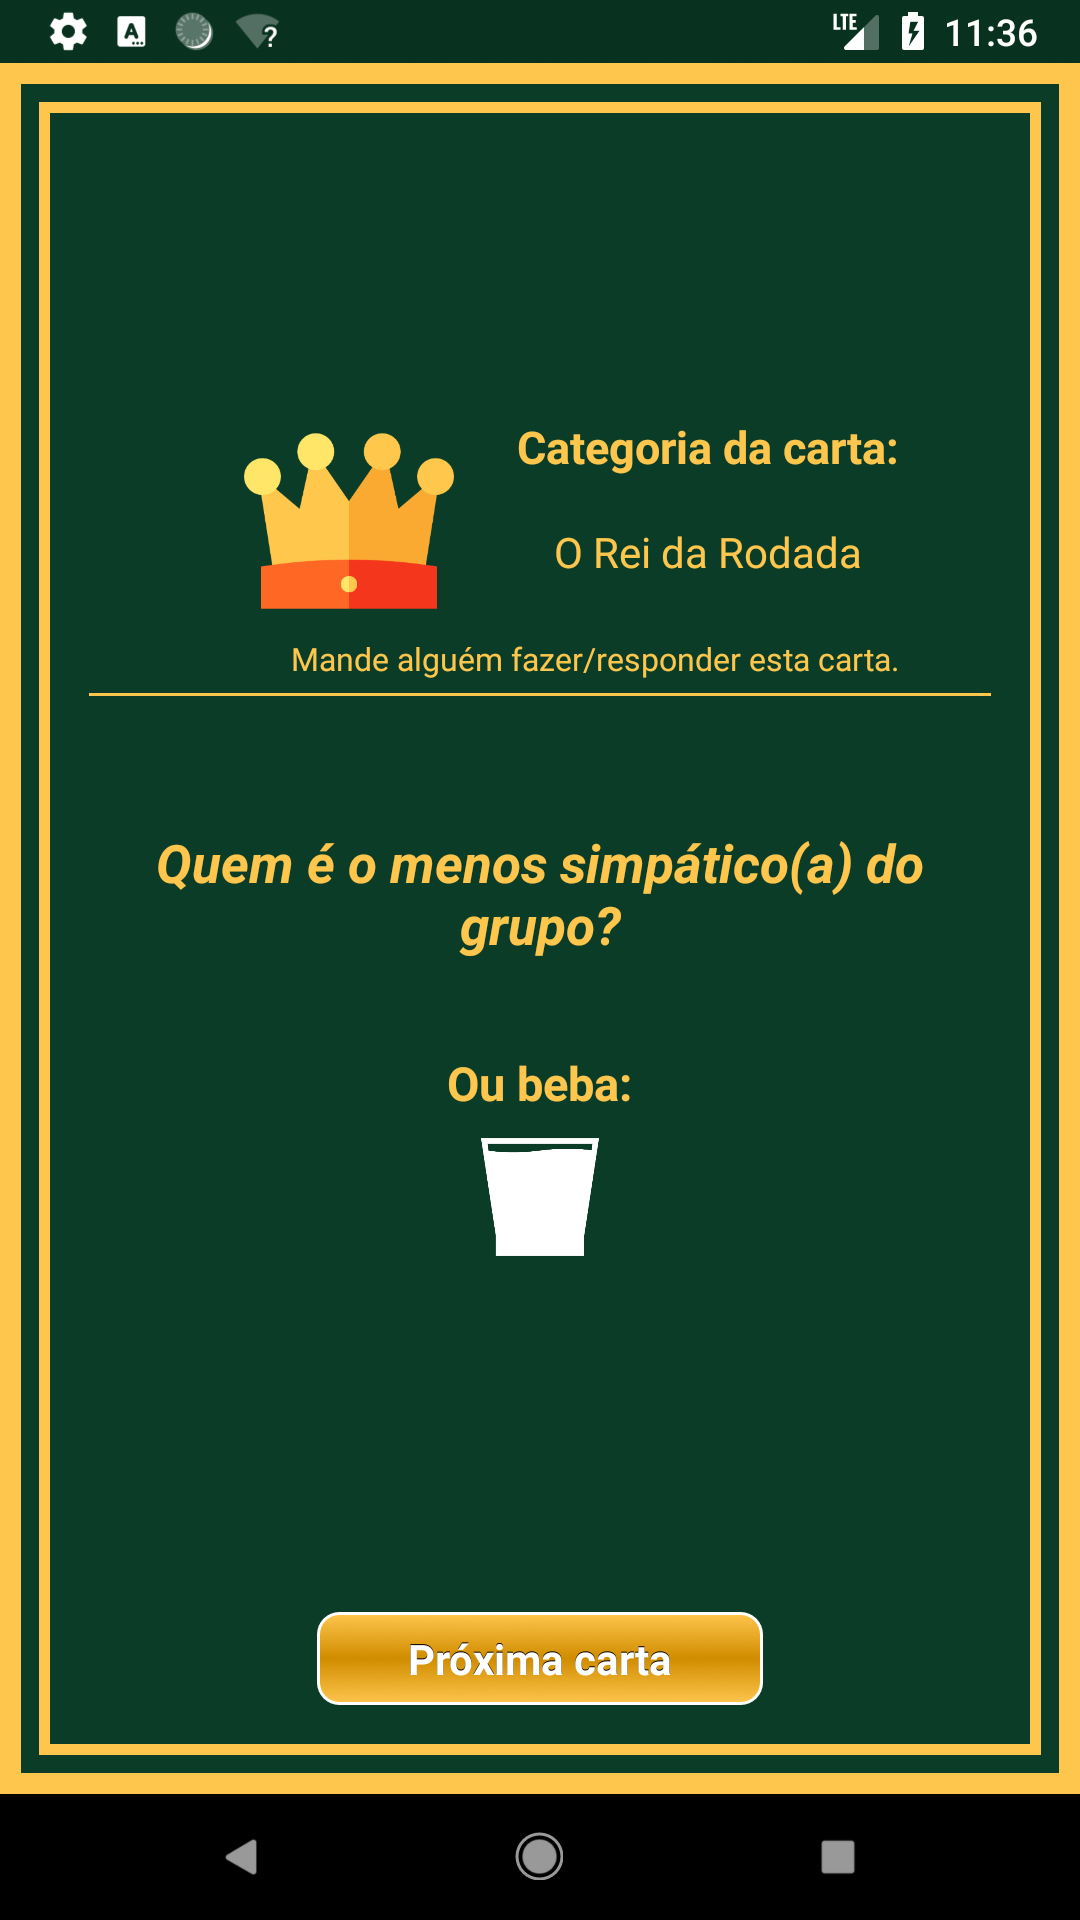 LTE 11:36
Categoria da carta:
O Rei da Rodada
Mande alguém fazer/responder esta carta.
Quem é o menos simpático(a) do
grupo?
Ou beba:
Próxima carta